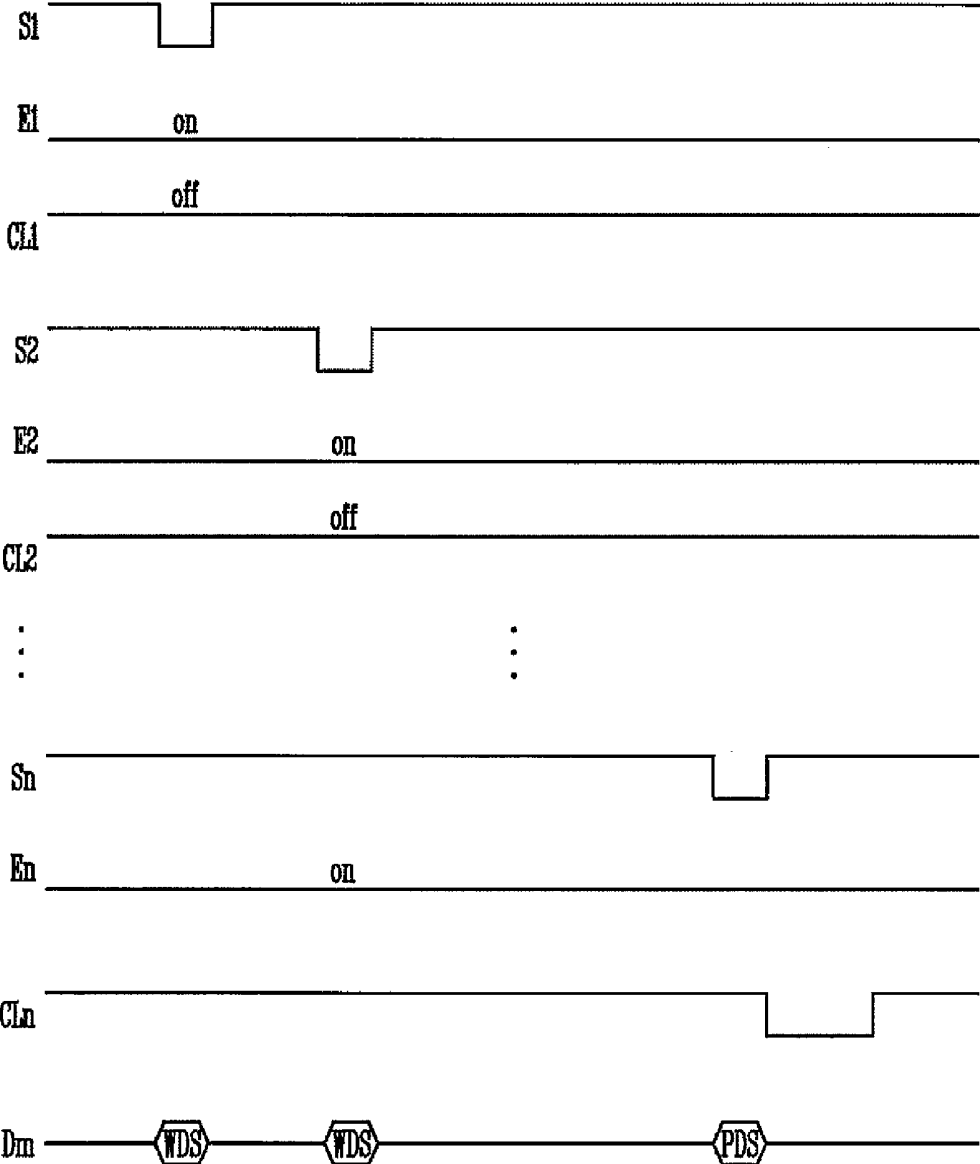 S1
E1 on
off
CL1
S2
E2 on
off
CL2
Sn
En on
CLn
Dm WDS WDS PDS